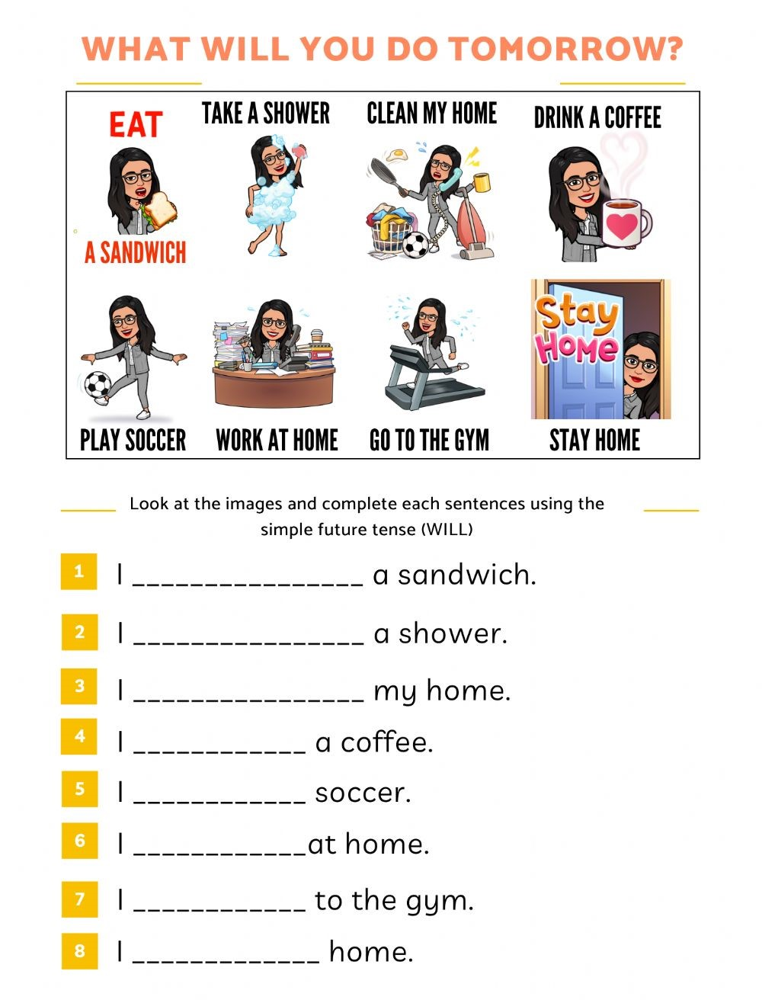 WHAT WILL YOU DO TOMORROW?
EAT
A SANDWICH
TAKE A SHOWER
CLEAN MY HOME
DRINK A COFFEE
PLAY SOCCER
WORK AT HOME
GO TO THE GYM
Stay
HOME
STAY HOME
Look at the images and complete each sentences using the
simple future tense (WILL)
1 I ________________ a sandwich.
2 I ________________ a shower.
3 I ________________ my home.
4 I ____________ a coffee.
5 I ____________ soccer.
6 I ____________at home.
7 I ____________ to the gym.
8 I _____________ home.